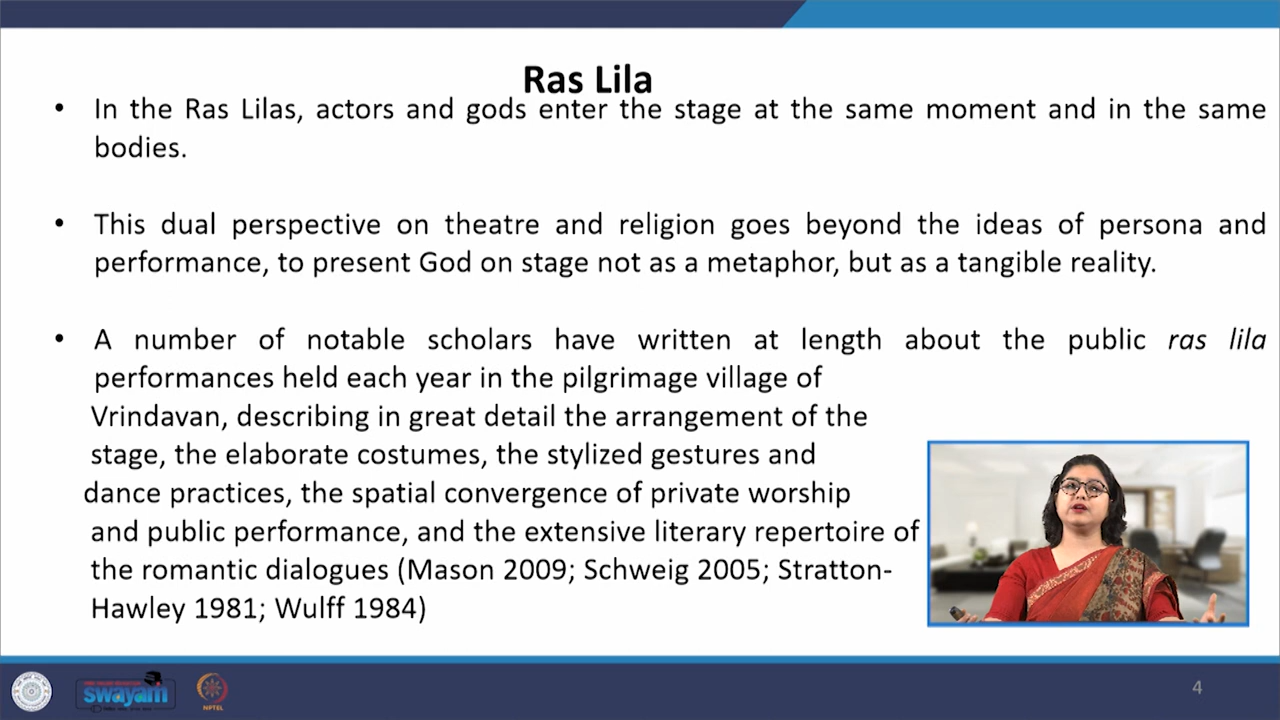 Ras Lila
• In the Ras Lilas, actors and gods enter the stage at the same moment and in the same
bodies.
• This dual perspective on theatre and religion goes beyond the ideas of persona and
performance, to present God on stage not as a metaphor, but as a tangible reality.
• A number of notable scholars have written at length about the public ras lila
performances held each year in the pilgrimage village of
Vrindavan, describing in great detail the arrangement of the
stage, the elaborate costumes, the stylized gestures and
dance practices, the spatial convergence of private worship
and public performance, and the extensive literary repertoire of
the romantic dialogues (Mason 2009; Schweig 2005; Stratton-
Hawley 1981; Wulff 1984)
swayam
NPTEL
4